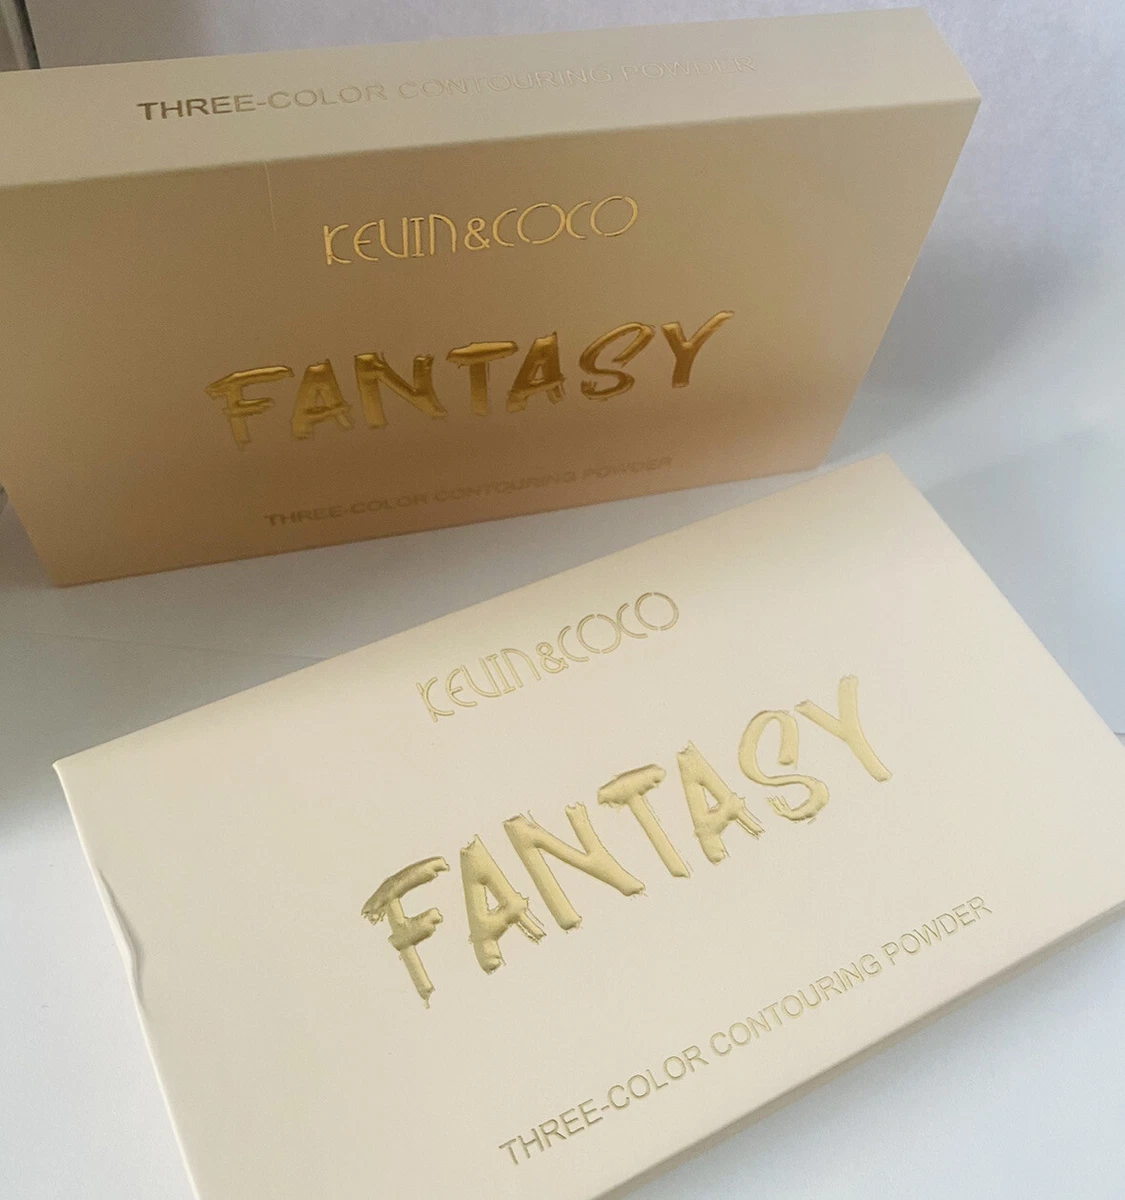 THREE-COLOR CONTOURING POWDER
KEVIN&COCO
FANTASY
THREE-COLOR CONTOURING POWDER
KEVIN&COCO
FANTASY
THREE-COLOR CONTOURING POWDER